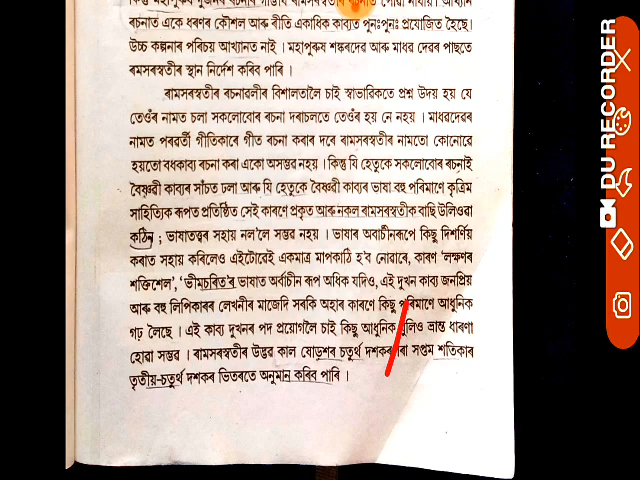 ৰচনাত একে ধৰণৰ কৌশল আৰু ৰীতি একাধিক কাব্যত পুনঃপুনঃ প্ৰযোজিত হৈছে।
উচ্চ কল্পনাৰ পৰিচয় আখ্যানত নাই । মহাপুৰুষ শঙ্কৰদেৱ আৰু মাধৱ দেৱৰ পাছতে
ৰামসৰস্বতীৰ স্থান নিৰ্দেশ কৰিব পাৰি ।
ৰামসৰস্বতীৰ ৰচনাৱলীৰ বিশালতালৈ চাই স্বাভাৱিকতে প্ৰশ্ন উদয় হয় যে
তেওঁৰ নামত চলা সকলোবোৰ ৰচনা দৰাচলতে তেওঁৰ হয় নে নহয় । মাধৱদেৱৰ
নামত পৰৱৰ্তী গীতিকাৰে গীত ৰচনা কৰাৰ দৰে ৰামসৰস্বতীৰ নামতো কোনোৱে
হয়তো বধকাব্য ৰচনা কৰা একো অসম্ভৱ নহয় । কিন্তু যি হেতুকে সকলোবোৰ ৰচনাই
বৈষ্ণৱী কাব্যৰ সাঁচত ঢলা আৰু যি হেতুকে বৈষ্ণৱী কাব্যৰ ভাষা বহু পৰিমাণে কৃত্ৰিম
সাহিত্যিক ৰূপত প্ৰতিষ্ঠিত সেই কাৰণে প্ৰকৃত আৰু নকল ৰামসৰস্বতীক বাছি উলিওৱা
কঠিন ; ভাষাতত্ত্বৰ সহায় নল'লৈ সম্ভৱ নহয় । ভাষাৰ অৰ্বাচীনৰূপে কিছু দিশনিৰ্ণয়
কৰাত সহায় কৰিলেও এইটোৱেই একমাত্ৰ মাপকাঠি হ'ব নোৱাৰে, কাৰণ 'লক্ষ্মণৰ
শক্তিশেল', 'ভীমচৰিত'ৰ ভাষাত অৰ্বাচীন ৰূপ অধিক যদিও, এই দুখন কাব্য জনপ্ৰিয়
আৰু বহু লিপিকাৰৰ লেখনীৰ মাজেদি সৰকি অহাৰ কাৰণে কিছু পৰিমাণে আধুনিক
গঢ় লৈছে । এই কাব্য দুখনৰ পদ প্ৰয়োগলৈ চাই কিছু আধুনিক বুলিও ভ্ৰান্ত ধাৰণা
হোৱা সম্ভৱ । ৰামসৰস্বতীৰ উদ্ভৱ কাল ষোড়শৰ চতুৰ্থ দশকৰপৰা সপ্তম শতিকাৰ
তৃতীয়-চতুৰ্থ দশকৰ ভিতৰতে অনুমান কৰিব পাৰি ।
DU RECORDER